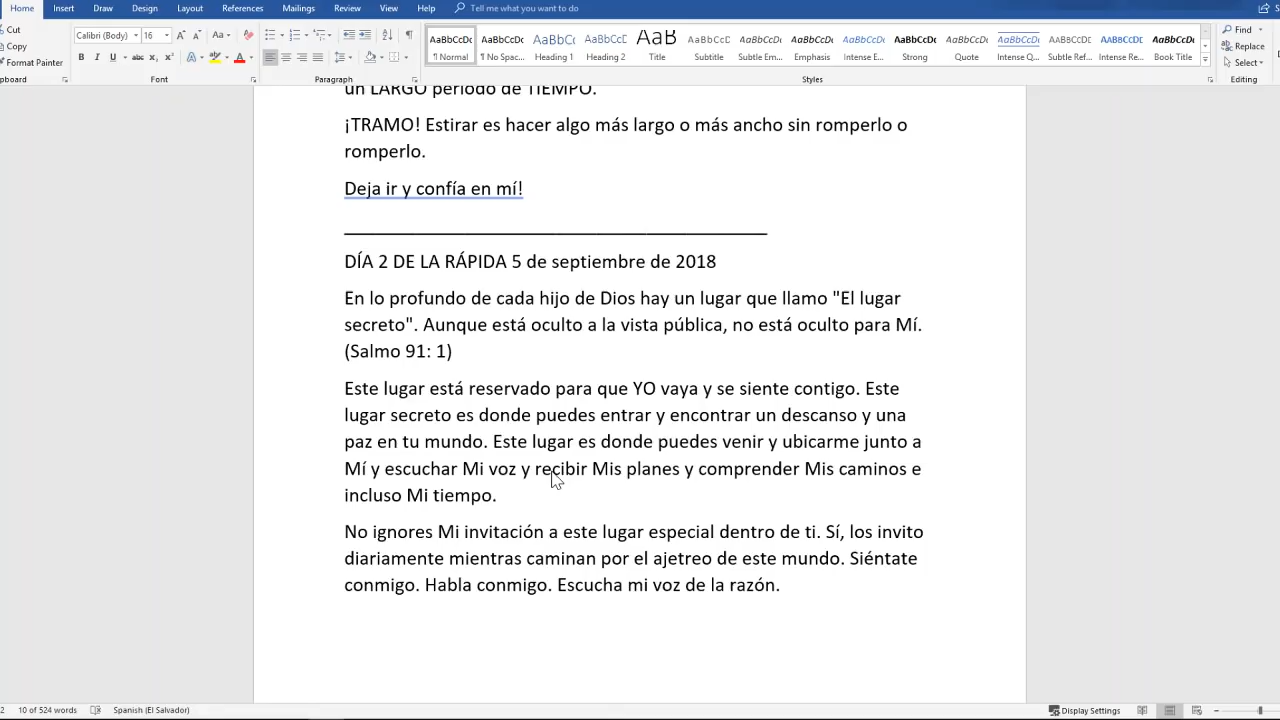 Home Insert Draw Design Layout References Mailings Review View Help Tell me what you want to do
Cut Calibri (Body) 16 Aa AaBbCcDc AaBbCcDc AaBbCc AaBbCcC AaB AaBbCcD AaBbCcDc AaBbCcDc AaBbCcDc AaBbCcDc AaBbCcDc AaBbCcDc AABBCCDC AABBCCDC AaBbCcDc Find
Copy Replace
Format Painter B I U abc x₂ x² A A ¶ Normal ¶ No Spac... Heading 1 Heading 2 Title Subtitle Subtle Em... Emphasis Intense E... Strong Quote Intense Q... Subtle Ref... Intense Re... Book Title Select
pboard Font Paragraph Styles Editing
un LARGO período de TIEMPO.
¡TRAMO! Estirar es hacer algo más largo o más ancho sin romperlo o
romperlo.
Deja ir y confía en mí!
DÍA 2 DE LA RÁPIDA 5 de septiembre de 2018
En lo profundo de cada hijo de Dios hay un lugar que llamo "El lugar
secreto". Aunque está oculto a la vista pública, no está oculto para Mí.
(Salmo 91: 1)
Este lugar está reservado para que YO vaya y se siente contigo. Este
lugar secreto es donde puedes entrar y encontrar un descanso y una
paz en tu mundo. Este lugar es donde puedes venir y ubicarme junto a
Mí y escuchar Mi voz y recibir Mis planes y comprender Mis caminos e
incluso Mi tiempo.
No ignores Mi invitación a este lugar especial dentro de ti. Sí, los invito
diariamente mientras caminan por el ajetreo de este mundo. Siéntate
conmigo. Habla conmigo. Escucha mi voz de la razón.
2 10 of 524 words Spanish (El Salvador) Display Settings